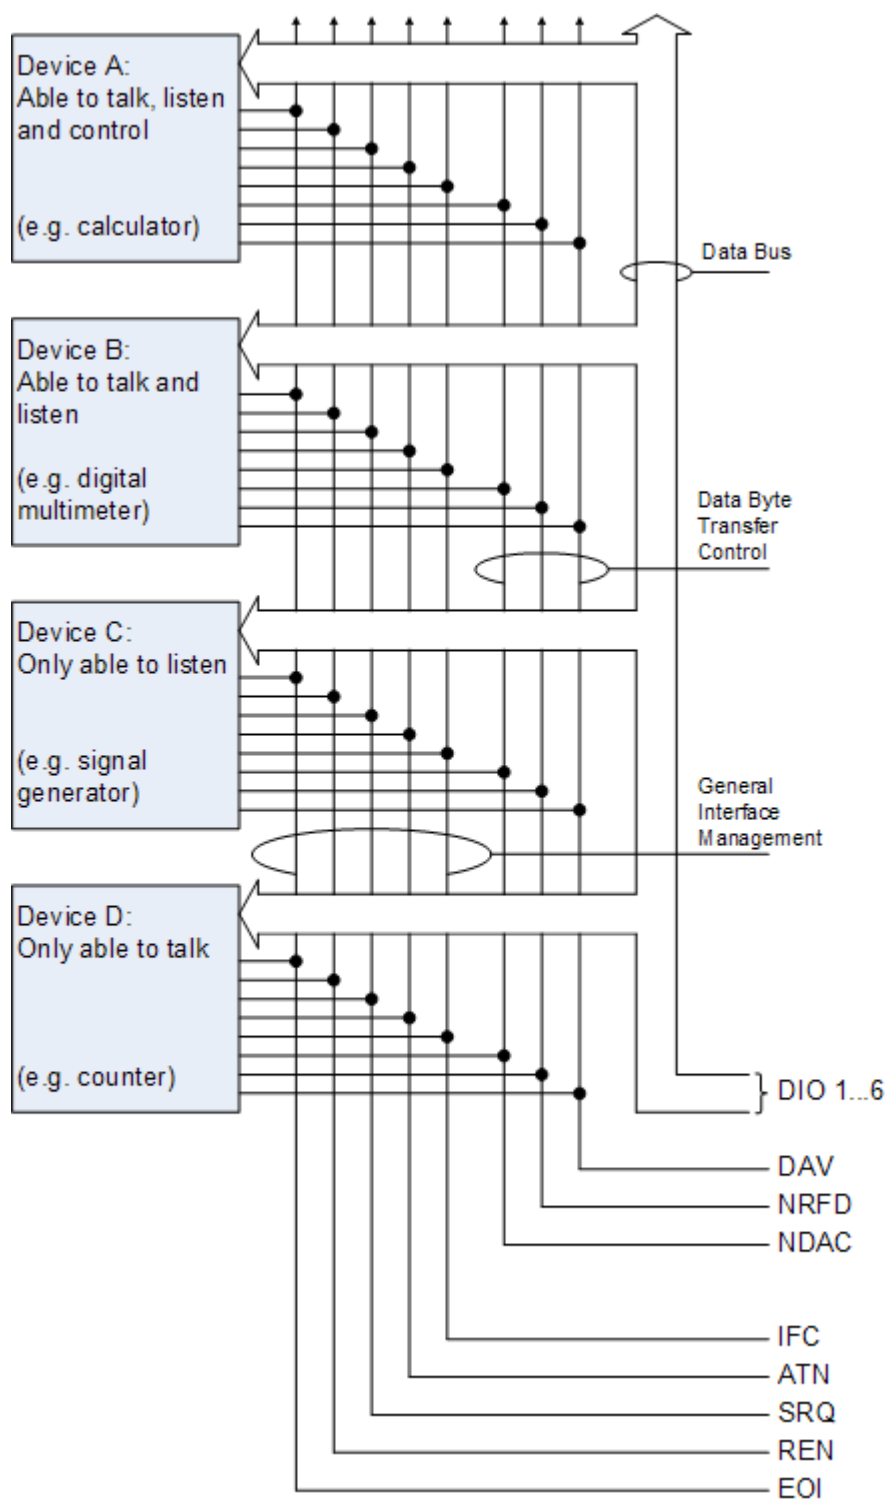 Device A:
Able to talk, listen
and control
(e.g. calculator)
Data Bus
Device B:
Able to talk and
listen
(e.g. digital
multimeter)
Data Byte
Transfer
Control
Device C:
Only able to listen
(e.g. signal
generator)
General
Interface
Management
Device D:
Only able to talk
(e.g. counter)
DIO 1...6
DAV
NRFD
NDAC
IFC
ATN
SRQ
REN
EOI